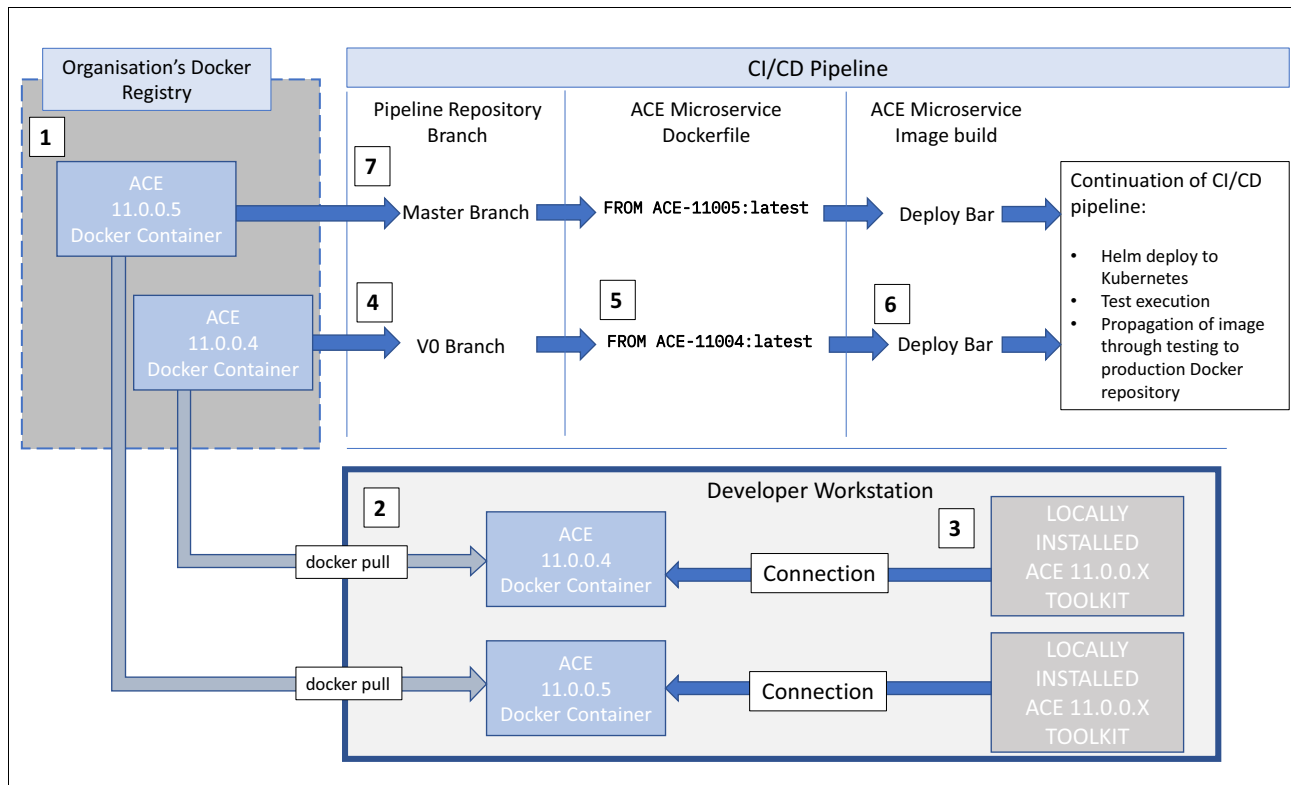 Organisation's Docker
Registry
CI/CD Pipeline
Pipeline Repository
Branch
ACE Microservice
Dockerfile
ACE Microservice
Image build
1
ACE
11.0.0.5
Docker Container
7
Master Branch
FROM ACE-11005:latest
Deploy Bar
ACE
11.0.0.4
Docker Container
4
V0 Branch
5
FROM ACE-11004:latest
6
Deploy Bar
Continuation of CI/CD
pipeline:
• Helm deploy to
Kubernetes
• Test execution
• Propagation of image
through testing to
production Docker
repository
Developer Workstation
2
docker pull
ACE
11.0.0.4
Docker Container
Connection
3
LOCALLY
INSTALLED
ACE 11.0.0.X
TOOLKIT
docker pull
ACE
11.0.0.5
Docker Container
Connection
LOCALLY
INSTALLED
ACE 11.0.0.X
TOOLKIT